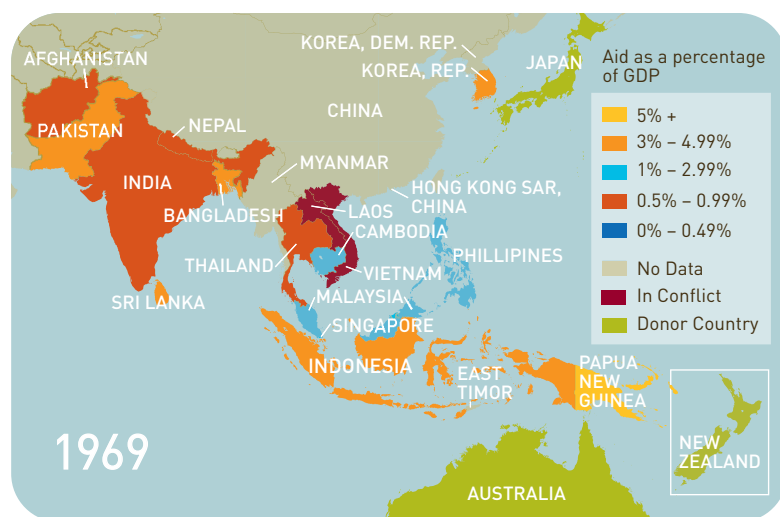 AFGHANISTAN
KOREA, DEM. REP.
KOREA, REP.
JAPAN
CHINA
PAKISTAN
NEPAL
MYANMAR
INDIA
HONG KONG SAR,
CHINA
BANGLADESH
LAOS
CAMBODIA
THAILAND
VIETNAM
PHILLIPINES
SRI LANKA
MALAYSIA
SINGAPORE
INDONESIA
EAST
TIMOR
PAPUA
NEW
GUINEA
NEW
ZEALAND
AUSTRALIA
1969
Aid as a percentage
of GDP
5% +
3% – 4.99%
1% – 2.99%
0.5% – 0.99%
0% – 0.49%
No Data
In Conflict
Donor Country